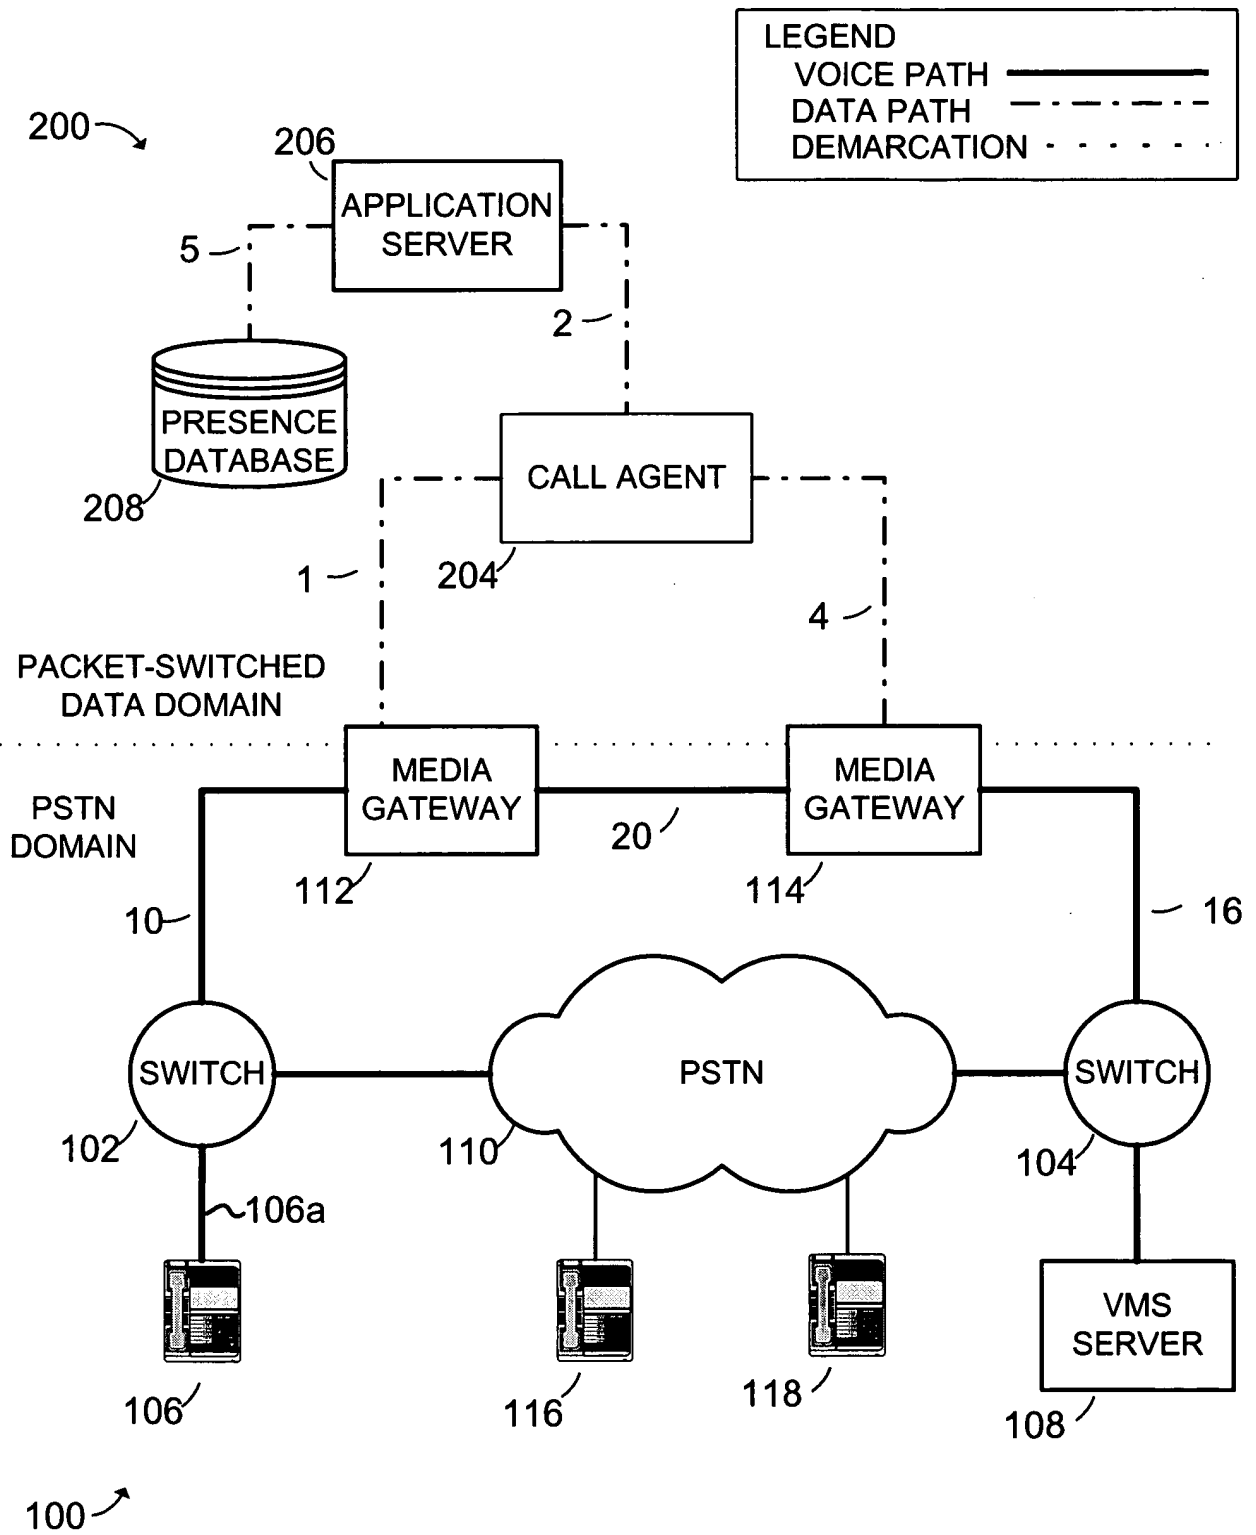 LEGEND
VOICE PATH
DATA PATH
DEMARCATION
200
206
APPLICATION
SERVER
5
2
PRESENCE
DATABASE
208
CALL AGENT
204
1
4
PACKET-SWITCHED
DATA DOMAIN
PSTN
DOMAIN
MEDIA
GATEWAY
MEDIA
GATEWAY
20
112
114
10
16
SWITCH
PSTN
SWITCH
102
110
104
106a
VMS
SERVER
106
116
118
108
100